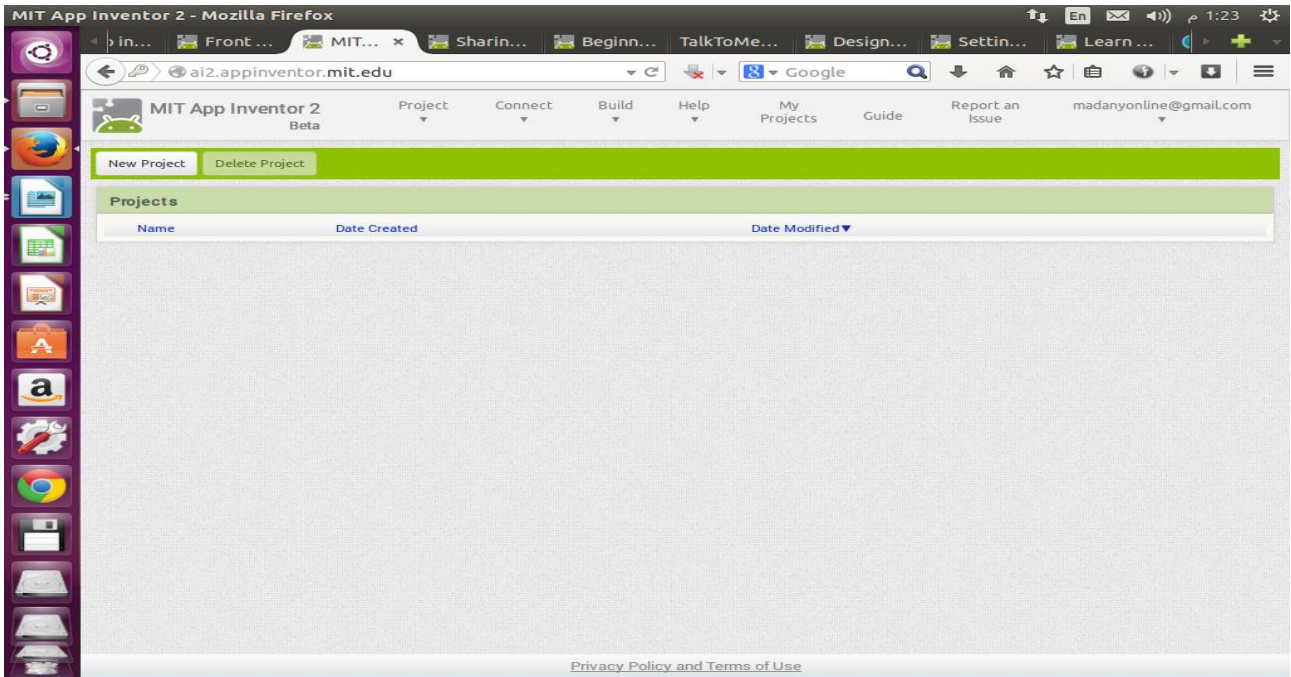 MIT App Inventor 2 - Mozilla Firefox
En
م 1:23
in...
Front ...
MIT... ×
Sharin...
Beginn...
TalkToMe...
Design...
Settin...
Learn ...
ai2.appinventor.mit.edu
8
Google
MIT App Inventor 2
Beta
Project
Connect
Build
Help
My
Projects
Guide
Report an
Issue
madanyonline@gmail.com
New Project
Delete Project
Projects
Name
Date Created
Date Modified▼
a
Privacy Policy and Terms of Use